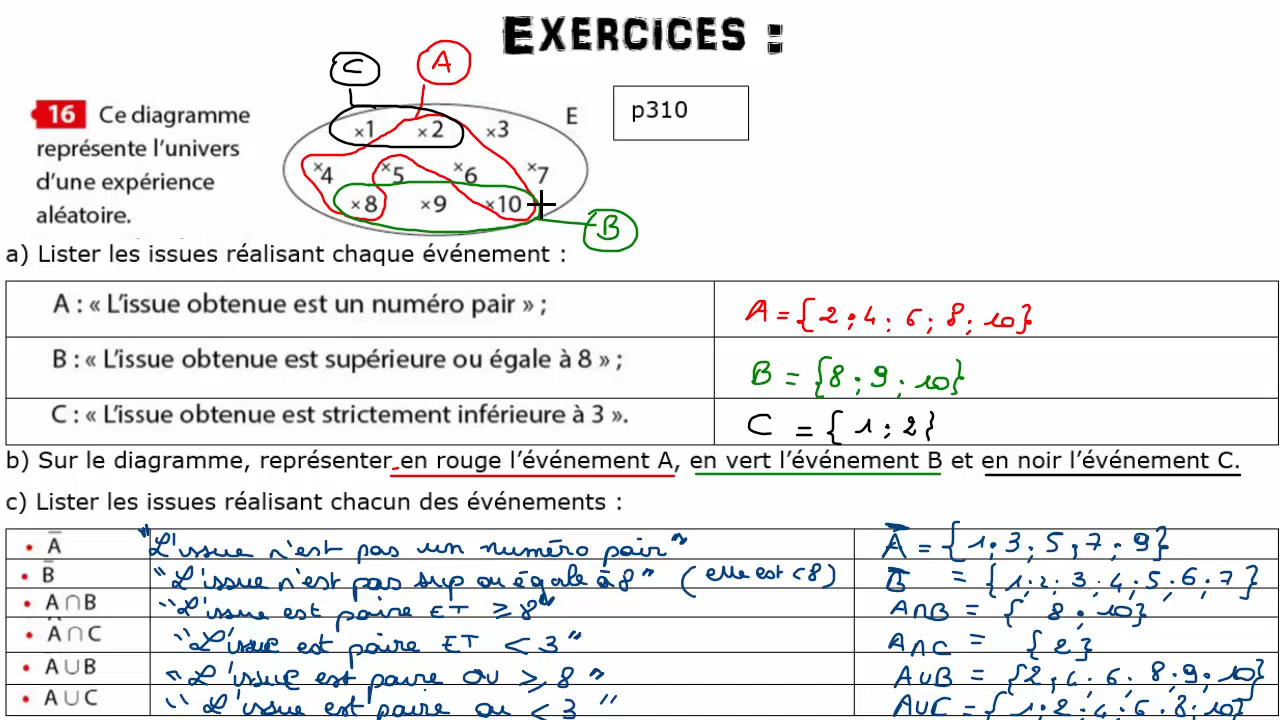 EXERCICES :
C
A
16 Ce diagramme
représente l'univers
d'une expérience
aléatoire.
×1 ×2 ×3
×4 ×5 ×6 ×7
×8 ×9 ×10
E
B
p310
a) Lister les issues réalisant chaque événement :
A : « L'issue obtenue est un numéro pair » ;
A = {2 ; 4 ; 6 ; 8 ; 10}
B : « L'issue obtenue est supérieure ou égale à 8 » ;
B = {8 ; 9 ; 10}
C : « L'issue obtenue est strictement inférieure à 3 ».
C = { 1 ; 2}
b) Sur le diagramme, représenter en rouge l'événement A, en vert l'événement B et en noir l'événement C.
c) Lister les issues réalisant chacun des événements :
• A̅ "L'issue n'est pas un numéro pair" A̅ = {1 ; 3 ; 5 ; 7 ; 9}
• B̅ "L'issue n'est pas sup ou égale à 8" (elle est <8) B̅ = {1 ; 2 ; 3 ; 4 ; 5 ; 6 ; 7}
• A∩B "L'issue est paire ET ≥ 8" A∩B = { 8 ; 10}
• A∩C "L'issue est paire ET < 3" A∩C = {2}
• A∪B "L'issue est paire OU ≥ 8" A∪B = {2 ; 4 ; 6 ; 8 ; 9 ; 10}
• A∪C "L'issue est paire ou < 3" A∪C = {1 ; 2 ; 4 ; 6 ; 8 ; 10}